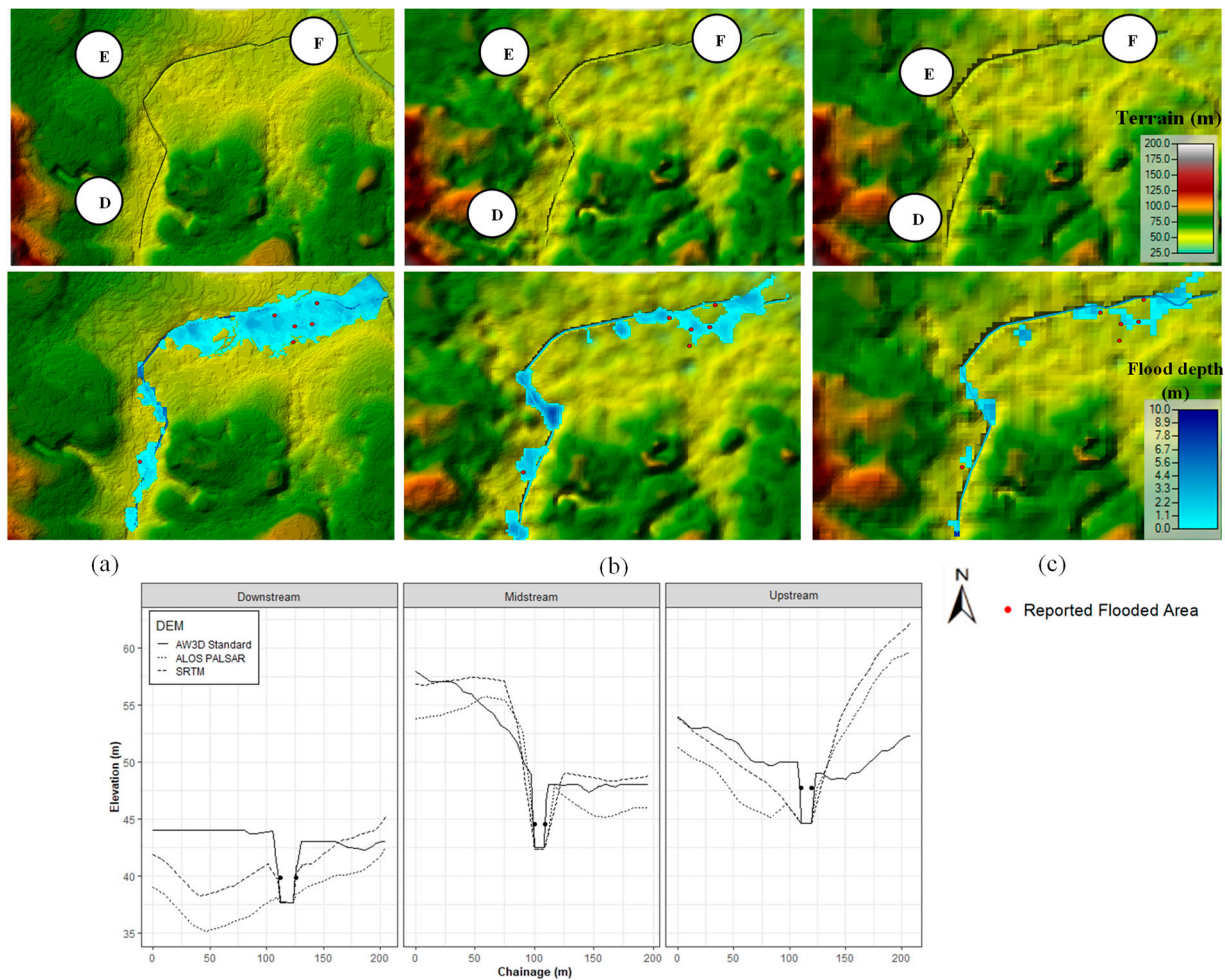 E
F
D
E
F
D
E
F
D
Terrain (m)
200.0
175.0
150.0
125.0
100.0
75.0
50.0
25.0
Flood depth
(m)
10.0
8.9
7.8
6.7
5.6
4.4
3.3
2.2
1.1
0.0
(a)
(b)
(c)
N
Reported Flooded Area
Downstream
Midstream
Upstream
DEM
AW3D Standard
ALOS PALSAR
SRTM
Elevation (m)
60
55
50
45
40
35
0 50 100 150 200
0 50 100 150 200
0 50 100 150 200
Chainage (m)